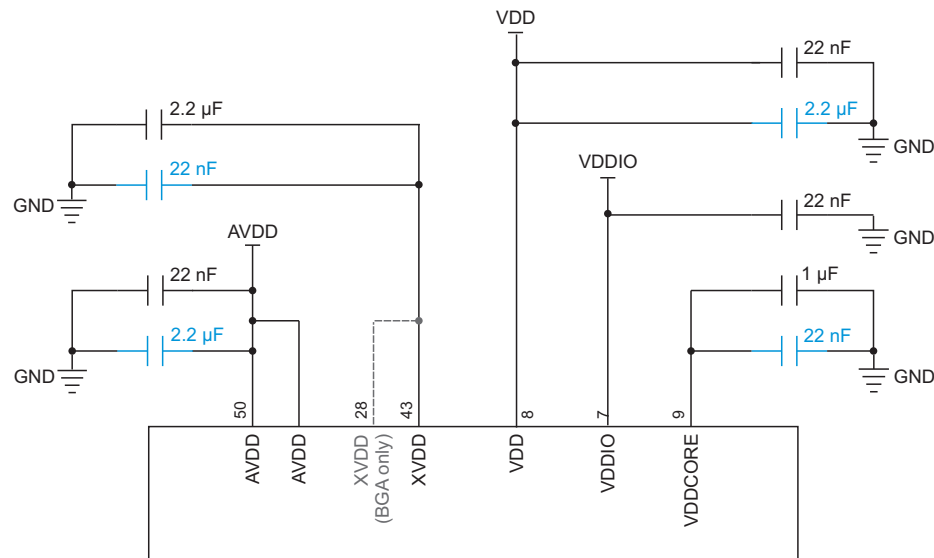 VDD
22 nF
2.2 µF
2.2 µF
GND
VDDIO
22 nF
GND
22 nF
AVDD
GND
22 nF
1 µF
2.2 µF
22 nF
GND
GND
50
28
43
8
7
9
AVDD
AVDD
XVDD
(BGA only)
XVDD
VDD
VDDIO
VDDCORE